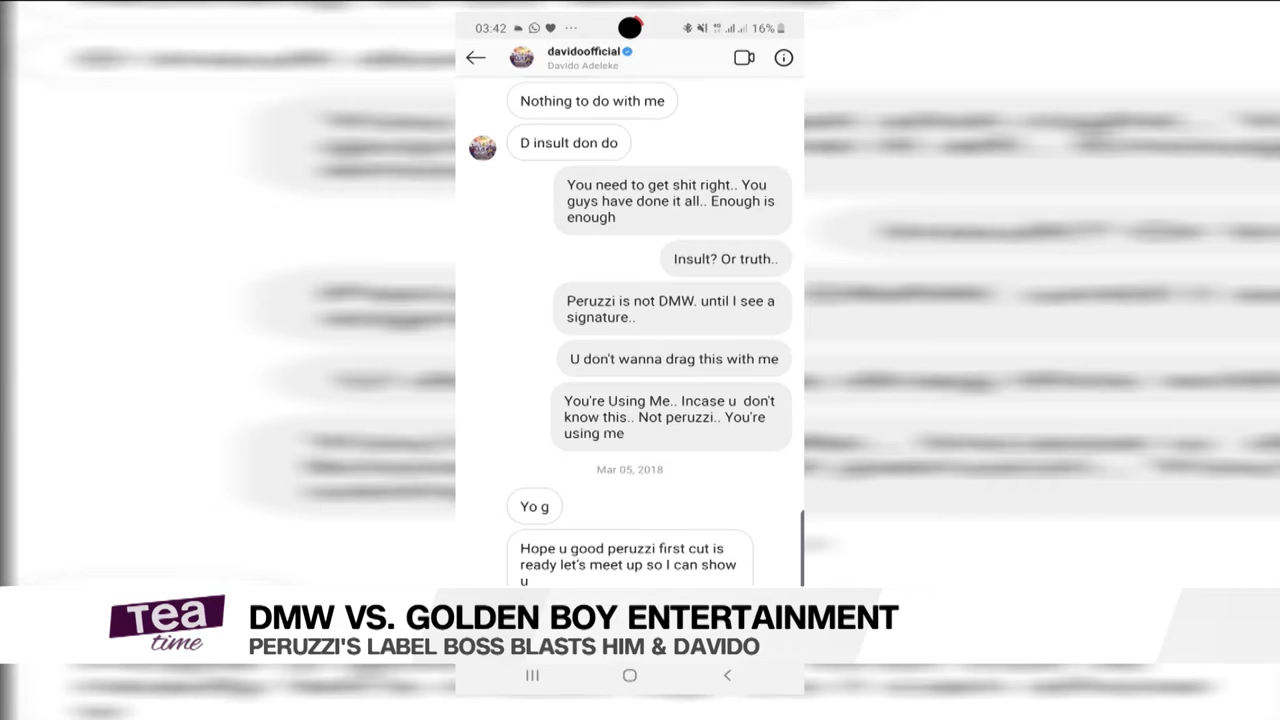 03:42 ... 16%
davidoofficial
Davido Adeleke
Nothing to do with me
D insult don do
You need to get shit right.. You
guys have done it all.. Enough is
enough
Insult? Or truth..
Peruzzi is not DMW. until I see a
signature..
U don't wanna drag this with me
You're Using Me.. Incase u don't
know this.. Not peruzzi.. You're
using me
Mar 05, 2018
Yo g
Hope u good peruzzi first cut is
ready let's meet up so I can show
u
Tea
time
DMW VS. GOLDEN BOY ENTERTAINMENT
PERUZZI'S LABEL BOSS BLASTS HIM & DAVIDO